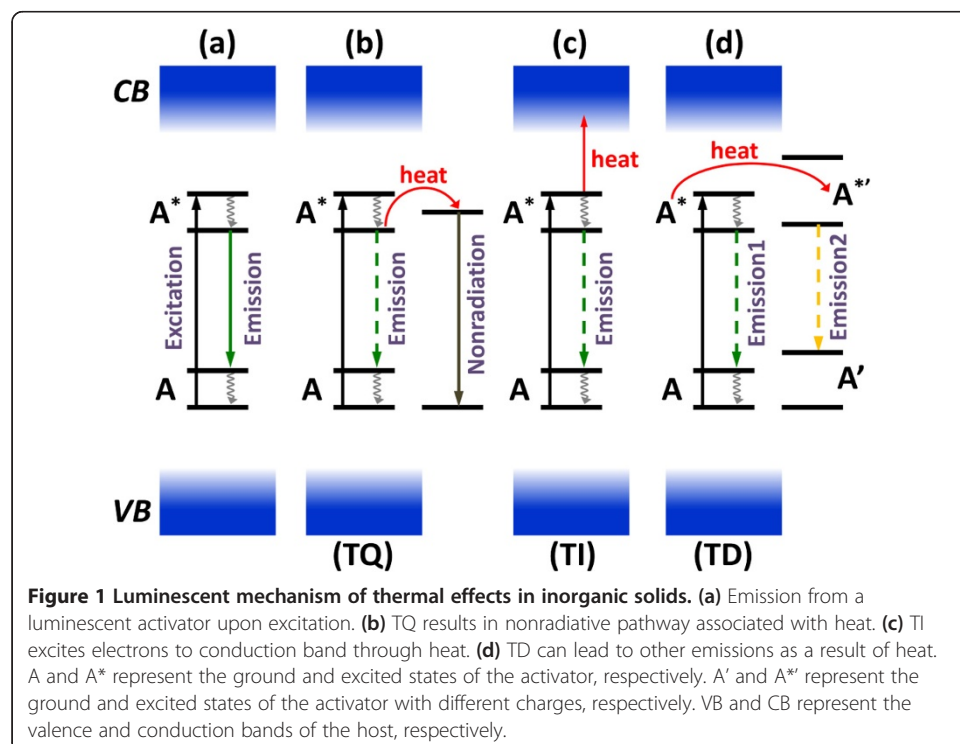 (a) (b) (c) (d)
CB
heat
heat
heat
A* A* A* A* A*′
Excitation
Emission
Emission
Nonradiation
Emission
Emission1
Emission2
A A A A A′
VB
(TQ) (TI) (TD)
Figure 1 Luminescent mechanism of thermal effects in inorganic solids. (a) Emission from a
luminescent activator upon excitation. (b) TQ results in nonradiative pathway associated with heat. (c) TI
excites electrons to conduction band through heat. (d) TD can lead to other emissions as a result of heat.
A and A* represent the ground and excited states of the activator, respectively. A′ and A*′ represent the
ground and excited states of the activator with different charges, respectively. VB and CB represent the
valence and conduction bands of the host, respectively.